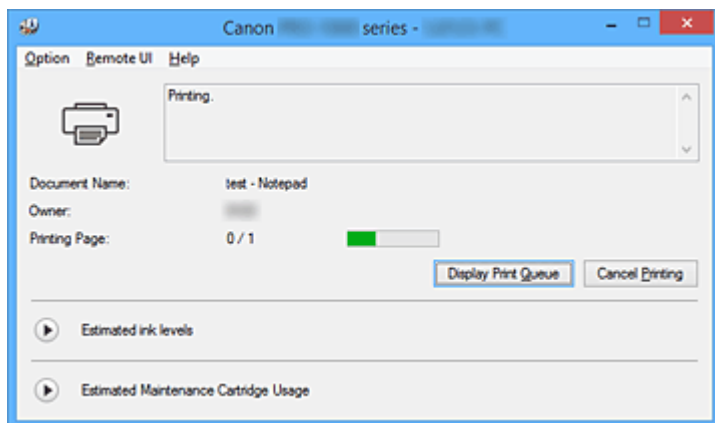 Canon series -
Option Remote UI Help
Printing.
Document Name: test - Notepad
Owner:
Printing Page: 0 / 1
Display Print Queue Cancel Printing
Estimated ink levels
Estimated Maintenance Cartridge Usage